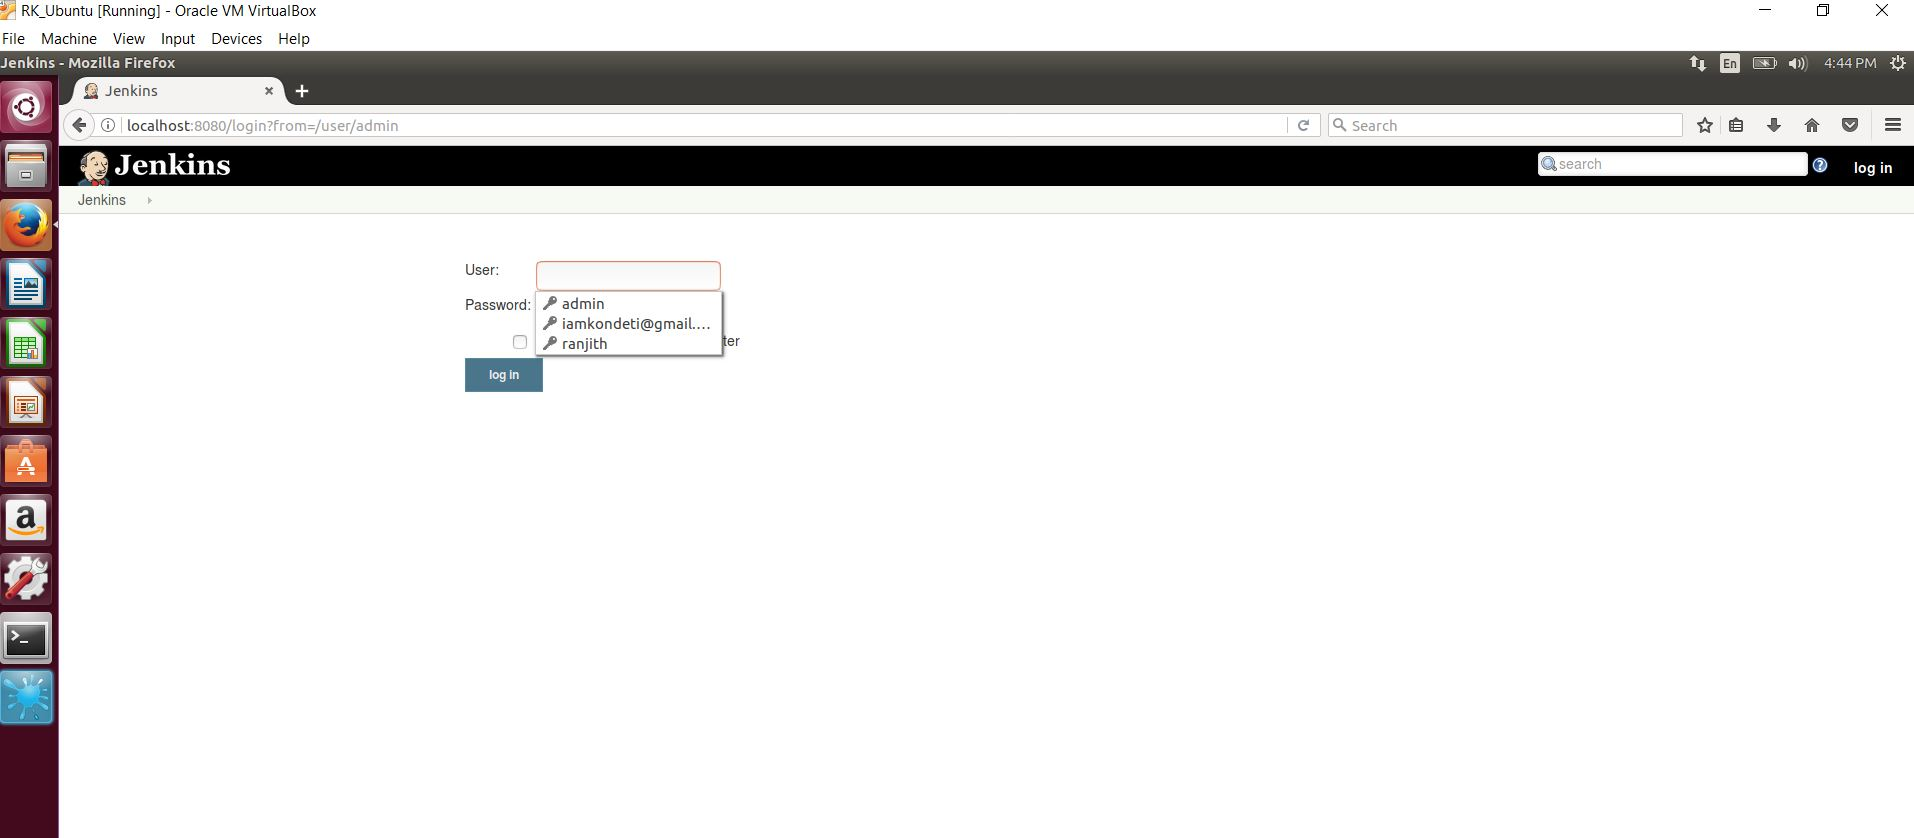 RK_Ubuntu [Running] - Oracle VM VirtualBox
File Machine View Input Devices Help
Jenkins - Mozilla Firefox En 4:44 PM
Jenkins
localhost:8080/login?from=/user/admin Search
Jenkins search log in
Jenkins
User:
Password: admin
iamkondeti@gmail....
ter
ranjith
log in